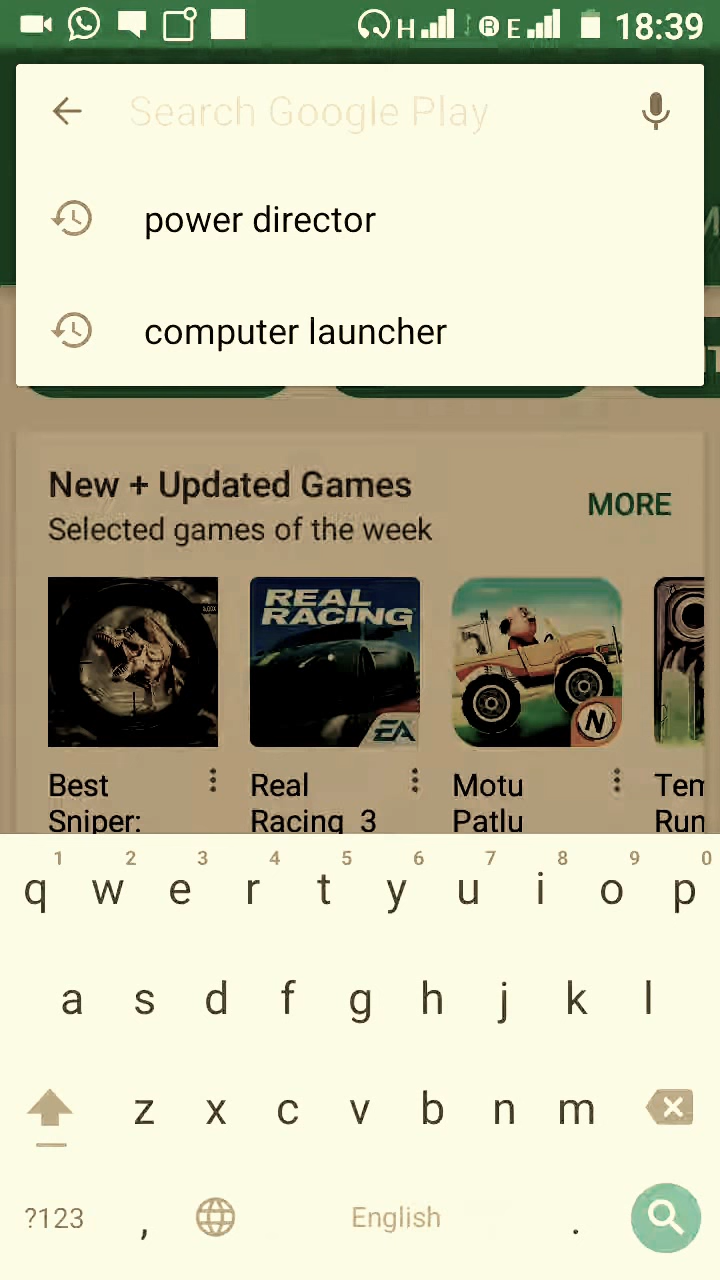 H R E 18:39
Search Google Play
power director
computer launcher
New + Updated Games
Selected games of the week
MORE
REAL
RACING
EA
N
Best
Sniper:
Real
Racing 3
Motu
Patlu
Tem
Run
1 2 3 4 5 6 7 8 9 0
q w e r t y u i o p
a s d f g h j k l
z x c v b n m
?123 , English .